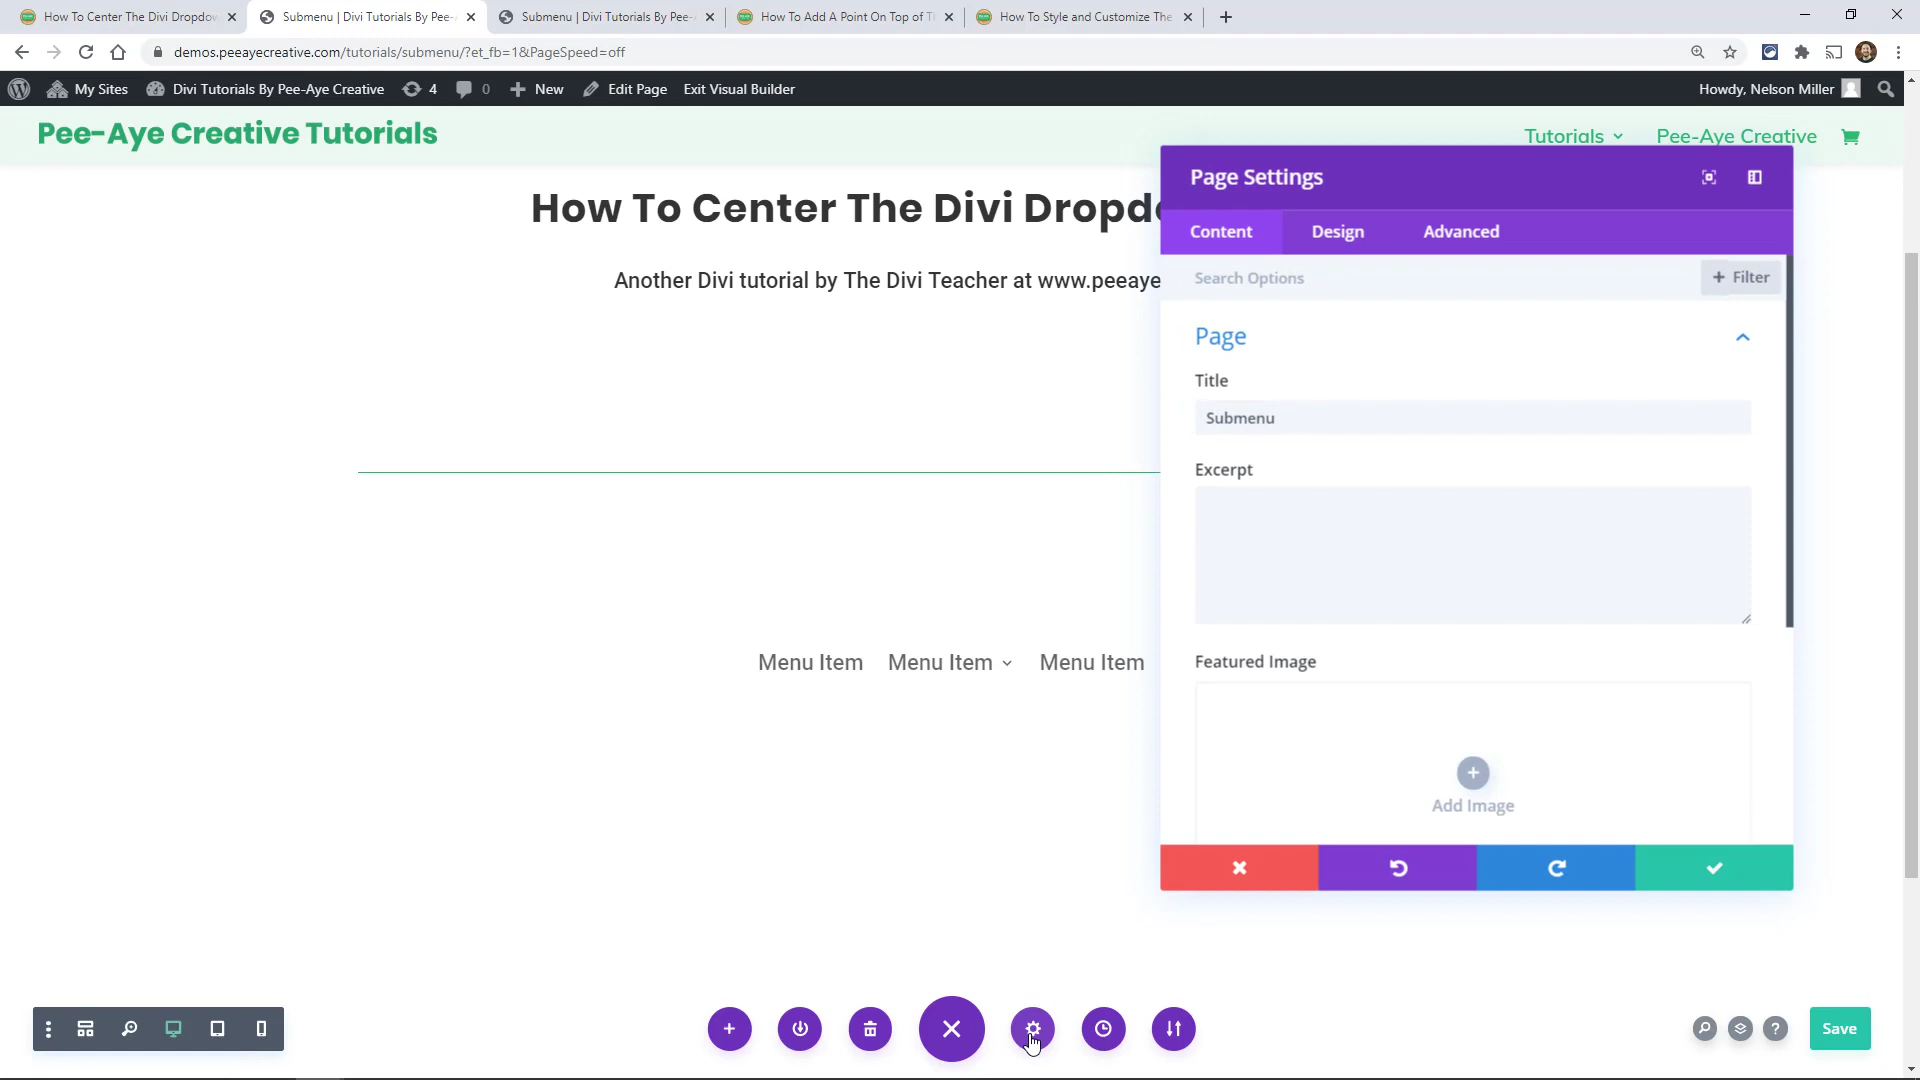 How To Center The Divi Dropdow
Submenu | Divi Tutorials By Pee-
Submenu | Divi Tutorials By Pee-
How To Add A Point On Top of T
How To Style and Customize The
demos.peeayecreative.com/tutorials/submenu/?et_fb=1&PageSpeed=off
My Sites Divi Tutorials By Pee-Aye Creative 4 0 New Edit Page Exit Visual Builder Howdy, Nelson Miller
Pee-Aye Creative Tutorials
Tutorials Pee-Aye Creative
How To Center The Divi Dropd
Another Divi tutorial by The Divi Teacher at www.peeaye
Menu Item Menu Item Menu Item
Page Settings
Content Design Advanced
Search Options + Filter
Page
Title
Submenu
Excerpt
Featured Image
Add Image
Save